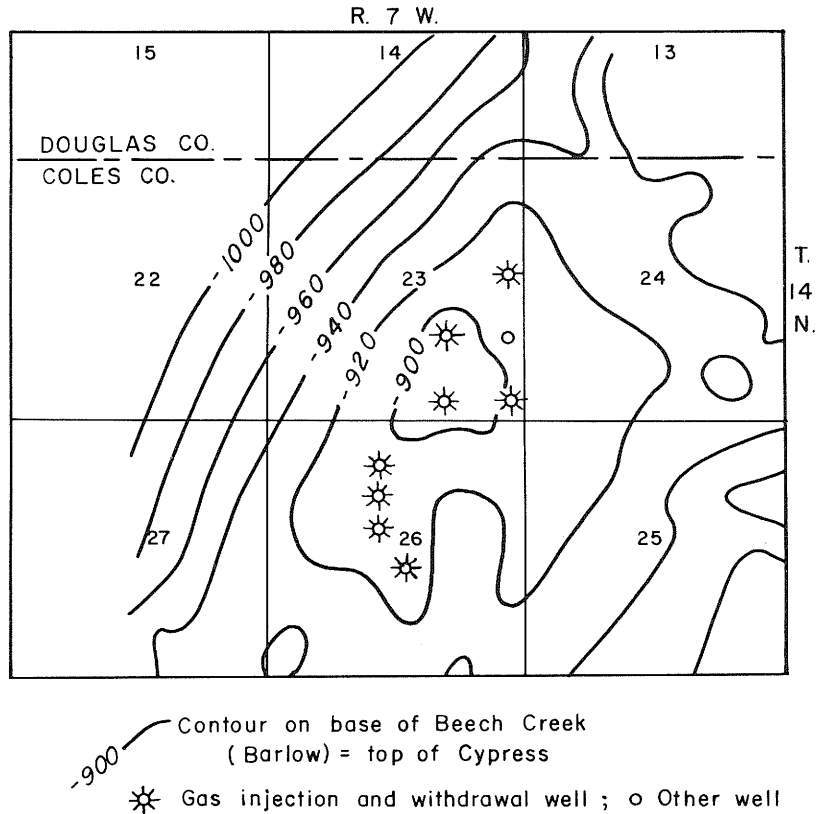 R. 7 W.
15
14
13
DOUGLAS CO.
COLES CO.
22
23
24
T.
14
N.
-1000
-980
-960
-940
-920
-900
27
26
25
-900
Contour on base of Beech Creek
(Barlow) = top of Cypress
Gas injection and withdrawal well ; o Other well